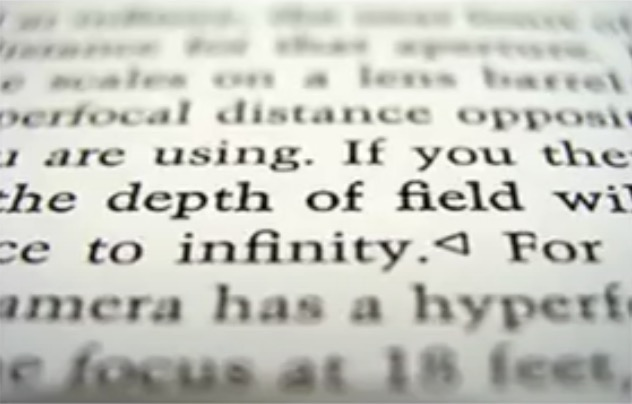 scales on a lens barrel
perfocal distance opposi
u are using. If you the
the depth of field wil
ce to infinity.◁ For
amera has a hyperf
e focus at 18 feet,